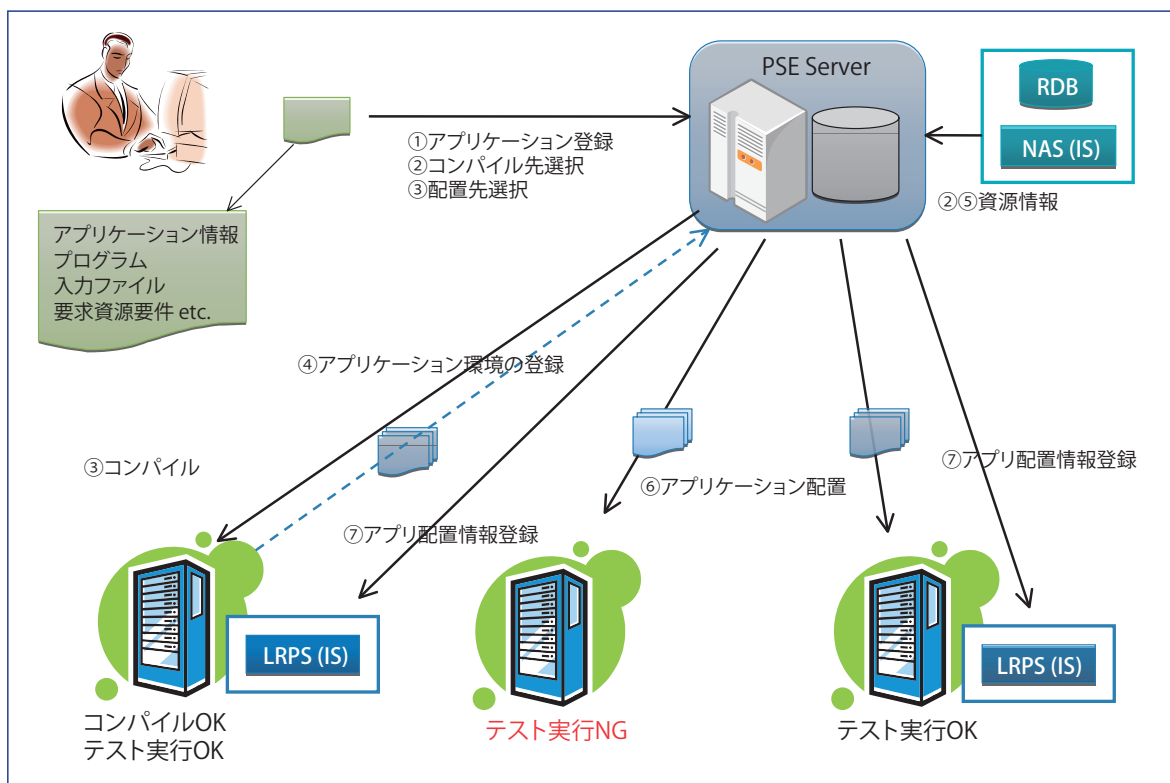 PSE Server
RDB
NAS (IS)
①アプリケーション登録
②コンパイル先選択
③配置先選択
②⑤資源情報
アプリケーション情報
プログラム
入力ファイル
要求資源要件 etc.
④アプリケーション環境の登録
③コンパイル
⑦アプリ配置情報登録
⑥アプリケーション配置
⑦アプリ配置情報登録
LRPS (IS)
LRPS (IS)
コンパイルOK
テスト実行OK
テスト実行NG
テスト実行OK